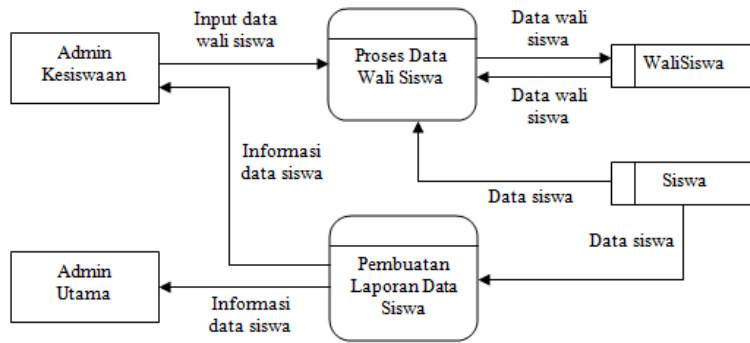 Input data
wali siswa
Data wali
siswa
Admin
Kesiswaan
Proses Data
Wali Siswa
WaliSiswa
Data wali
siswa
Informasi
data siswa
Data siswa
Siswa
Data siswa
Admin
Utama
Pembuatan
Laporan Data
Siswa
Informasi
data siswa